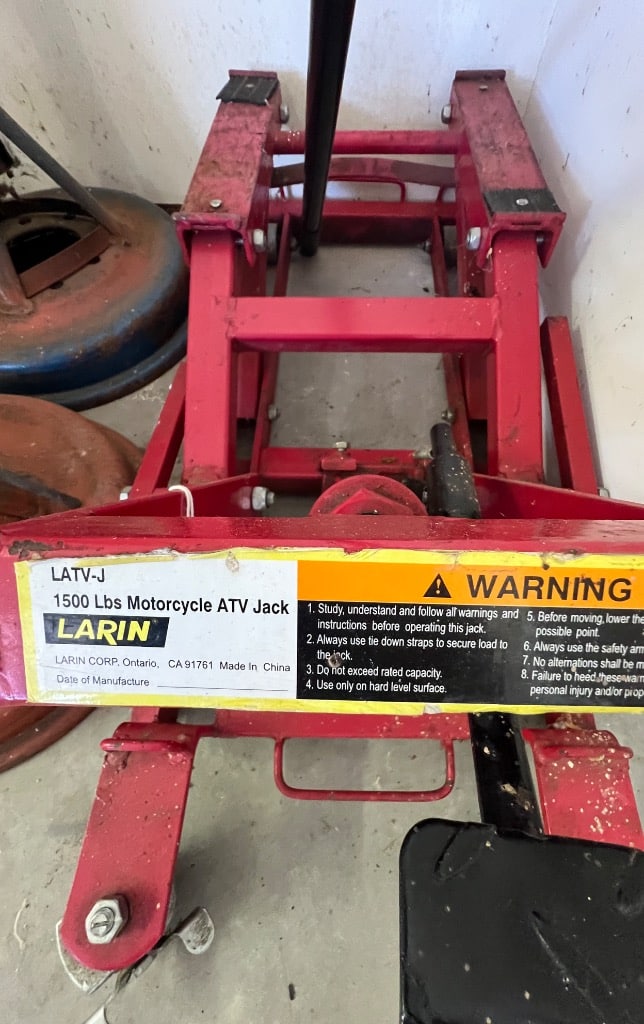 LATV-J
1500 Lbs Motorcycle ATV Jack
LARIN
LARIN CORP. Ontario, CA 91761 Made In China
Date of Manufacture
WARNING
1. Study, understand and follow all warnings and
instructions before operating this jack.
2. Always use tie down straps to secure load to
the jack.
3. Do not exceed rated capacity.
4. Use only on hard level surface.
5. Before moving, lower the
possible point.
6. Always use the safety
7. No alternations shall be
8. Failure to heed these
personal injury and/or